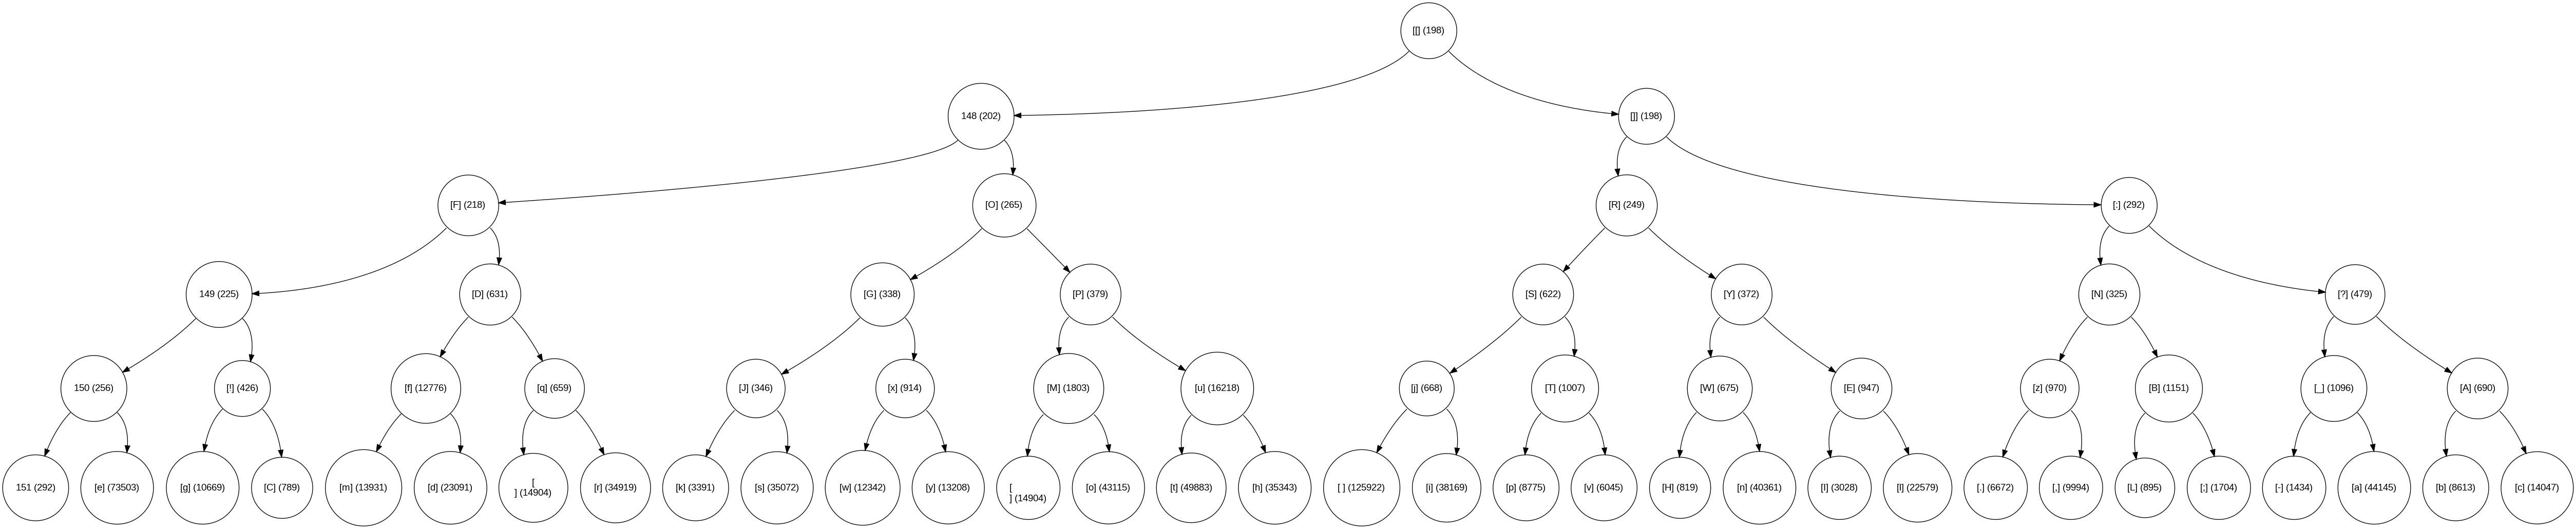 [[] (198)
148 (202)
[]] (198)
[F] (218)
[O] (265)
[R] (249)
[:] (292)
149 (225)
[D] (631)
[G] (338)
[P] (379)
[S] (622)
[Y] (372)
[N] (325)
[?] (479)
150 (256)
[!] (426)
[f] (12776)
[q] (659)
[J] (346)
[x] (914)
[M] (1803)
[u] (16218)
[j] (668)
[T] (1007)
[W] (675)
[E] (947)
[z] (970)
[B] (1151)
[_] (1096)
[A] (690)
151 (292)
[e] (73503)
[g] (10669)
[C] (789)
[m] (13931)
[d] (23091)
[
] (14904)
[r] (34919)
[k] (3391)
[s] (35072)
[w] (12342)
[y] (13208)
[
] (14904)
[o] (43115)
[t] (49883)
[h] (35343)
[ ] (125922)
[i] (38169)
[p] (8775)
[v] (6045)
[H] (819)
[n] (40361)
[I] (3028)
[l] (22579)
[.] (6672)
[,] (9994)
[L] (895)
[;] (1704)
[-] (1434)
[a] (44145)
[b] (8613)
[c] (14047)